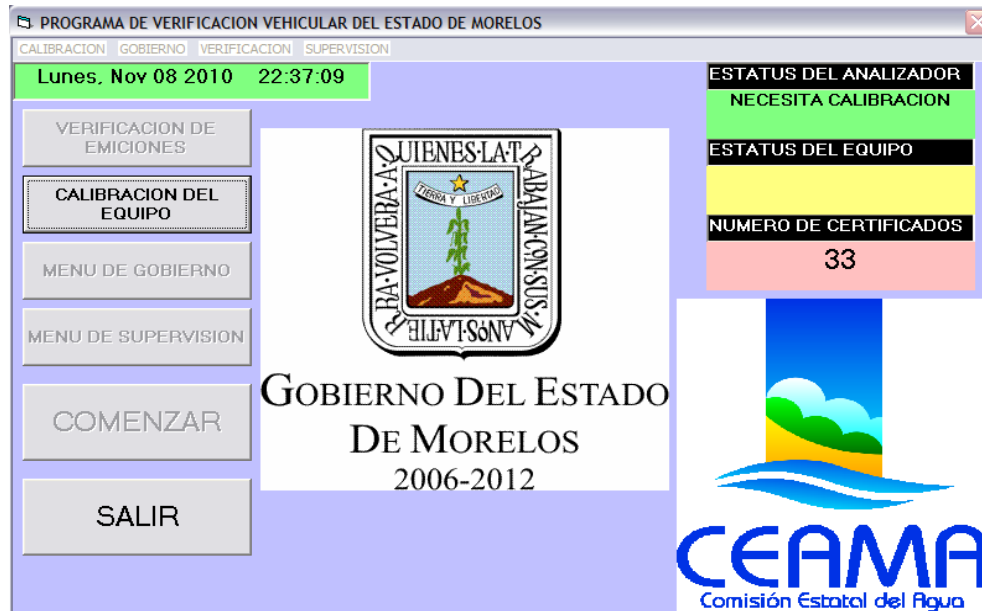 PROGRAMA DE VERIFICACION VEHICULAR DEL ESTADO DE MORELOS
CALIBRACION GOBIERNO VERIFICACION SUPERVISION
Lunes, Nov 08 2010 22:37:09
VERIFICACION DE
EMICIONES
CALIBRACION DEL
EQUIPO
MENU DE GOBIERNO
MENU DE SUPERVISION
COMENZAR
SALIR
TIERRA Y LIBERTAD
RRA·VOLVERA·A·QUIENES·LA·TRABAJAN·CON·SUS·MANOS·LA·TIE
GOBIERNO DEL ESTADO
DE MORELOS
2006-2012
ESTATUS DEL ANALIZADOR
NECESITA CALIBRACION
ESTATUS DEL EQUIPO
NUMERO DE CERTIFICADOS
33
CEAMA
Comisión Estatal del Agua